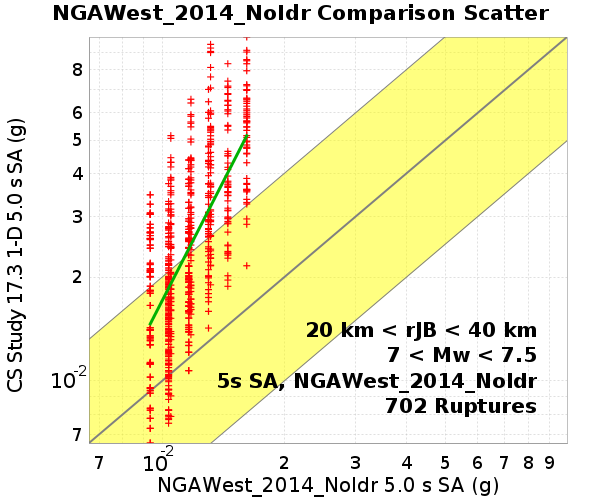 NGAWest_2014_NoIdr Comparison Scatter
CS Study 17.3 1-D 5.0 s SA (g)
8
6
5
4
3
2
10-2
7
20 km < rJB < 40 km
7 < Mw < 7.5
5s SA, NGAWest_2014_NoIdr
702 Ruptures
7 10-2 2 3 4 5 6 7 8 9
NGAWest_2014_NoIdr 5.0 s SA (g)